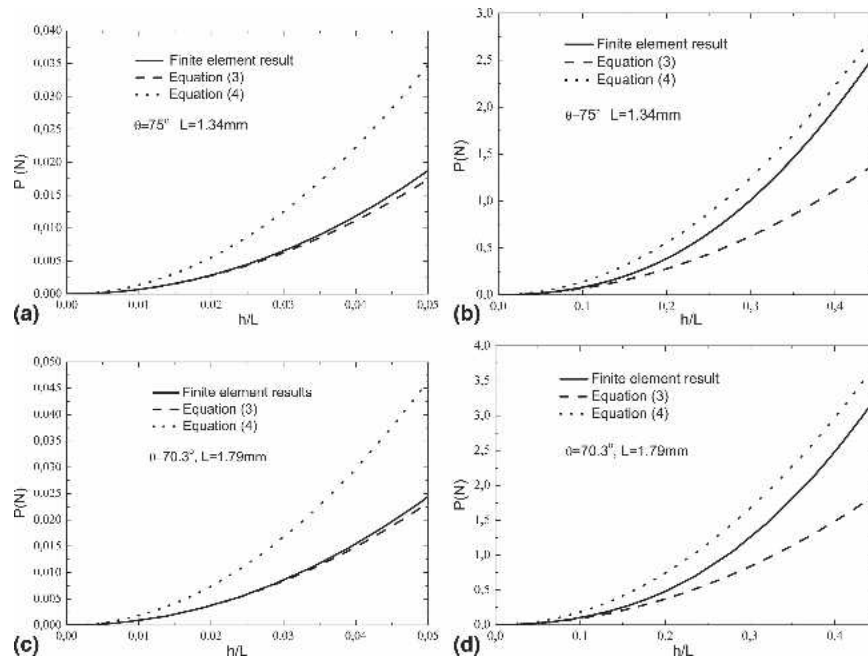 0.040
0.035
0.030
0.025
0.020
0.015
0.010
0.005
0.000
P (N)
Finite element result
Equation (3)
Equation (4)
θ=75° L=1.34mm
0.00 0.01 0.02 0.03 0.04 0.05
h/L
(a)
3,0
2,5
2,0
1,5
1,0
0,5
0,0
P(N)
Finite element result
Equation (3)
Equation (4)
θ=75° L=1.34mm
0,0 0,1 0,2 0,3 0,4
h/L
(b)
0,050
0,045
0,040
0,035
0,030
0,025
0,020
0,015
0,010
0,005
0,000
P(N)
Finite element results
Equation (3)
Equation (4)
70.3°, L=1.79mm
0,00 0,01 0,02 0,03 0,04 0,05
h/L
(c)
4,0
3,5
3,0
2,5
2,0
1,5
1,0
0,5
0,0
P(N)
Finite element result
Equation (3)
Equation (4)
θ=70.3°, L=1.79mm
0,0 0,1 0,2 0,3 0,4
h/L
(d)